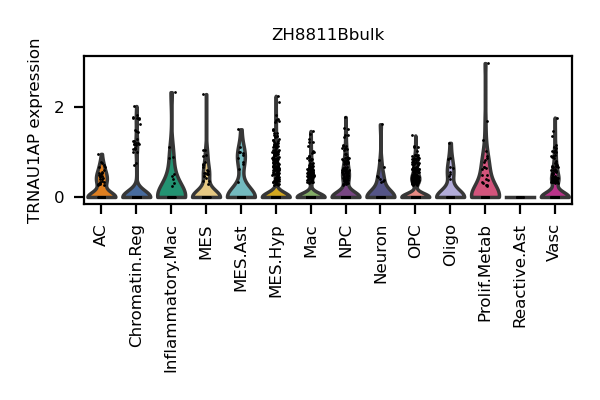 ZH8811Bbulk
TRNAU1AP expression
2
0
AC
Chromatin.Reg
Inflammatory.Mac
MES
MES.Ast
MES.Hyp
Mac
NPC
Neuron
OPC
Oligo
Prolif.Metab
Reactive.Ast
Vasc